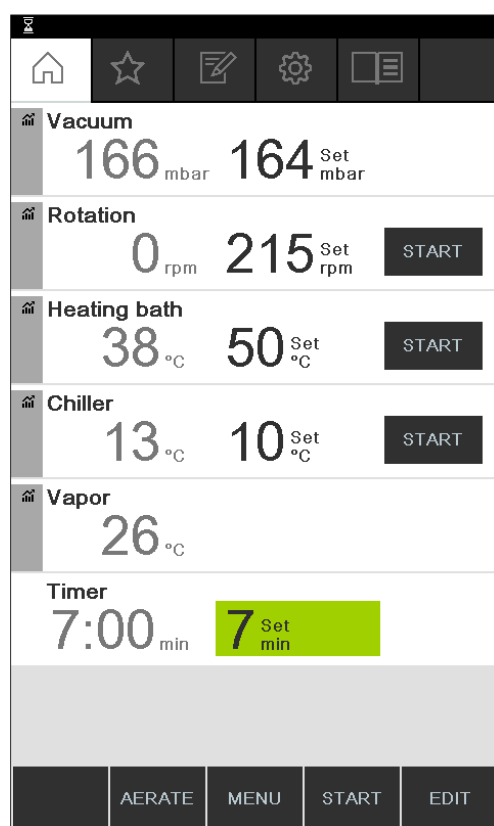 Vacuum
166 mbar 164 Set mbar
Rotation
0 rpm 215 Set rpm START
Heating bath
38 °C 50 Set °C START
Chiller
13 °C 10 Set °C START
Vapor
26 °C
Timer
7:00 min 7 Set min
AERATE MENU START EDIT